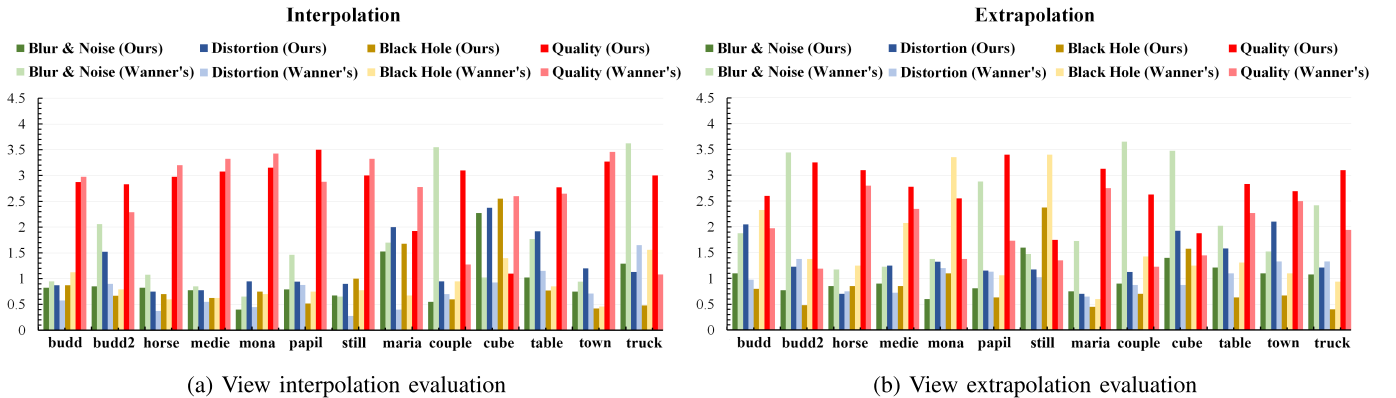 Interpolation
Blur & Noise (Ours) Distortion (Ours) Black Hole (Ours) Quality (Ours)
Blur & Noise (Wanner's) Distortion (Wanner's) Black Hole (Wanner's) Quality (Wanner's)
4.5
4
3.5
3
2.5
2
1.5
1
0.5
0
budd budd2 horse medie mona papil still maria couple cube table town truck
(a) View interpolation evaluation
Extrapolation
Blur & Noise (Ours) Distortion (Ours) Black Hole (Ours) Quality (Ours)
Blur & Noise (Wanner's) Distortion (Wanner's) Black Hole (Wanner's) Quality (Wanner's)
4.5
4
3.5
3
2.5
2
1.5
1
0.5
0
budd budd2 horse medie mona papil still maria couple cube table town truck
(b) View extrapolation evaluation